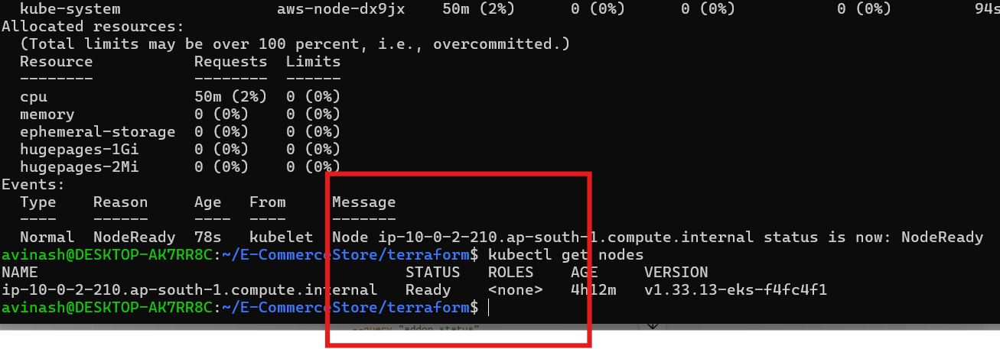 kube-system aws-node-dx9jx 50m (2%) 0 (0%) 0 (0%) 0 (0%) 94s
Allocated resources:
(Total limits may be over 100 percent, i.e., overcommitted.)
Resource Requests Limits
-------- -------- ------
cpu 50m (2%) 0 (0%)
memory 0 (0%) 0 (0%)
ephemeral-storage 0 (0%) 0 (0%)
hugepages-1Gi 0 (0%) 0 (0%)
hugepages-2Mi 0 (0%) 0 (0%)
Events:
Type Reason Age From Message
---- ------ ---- ---- -------
Normal NodeReady 78s kubelet Node ip-10-0-2-210.ap-south-1.compute.internal status is now: NodeReady
avinash@DESKTOP-AK7RR8C:~/E-CommerceStore/terraform$ kubectl get nodes
NAME STATUS ROLES AGE VERSION
ip-10-0-2-210.ap-south-1.compute.internal Ready <none> 4h12m v1.33.13-eks-f4fc4f1
avinash@DESKTOP-AK7RR8C:~/E-CommerceStore/terraform$
--query "addon.status"